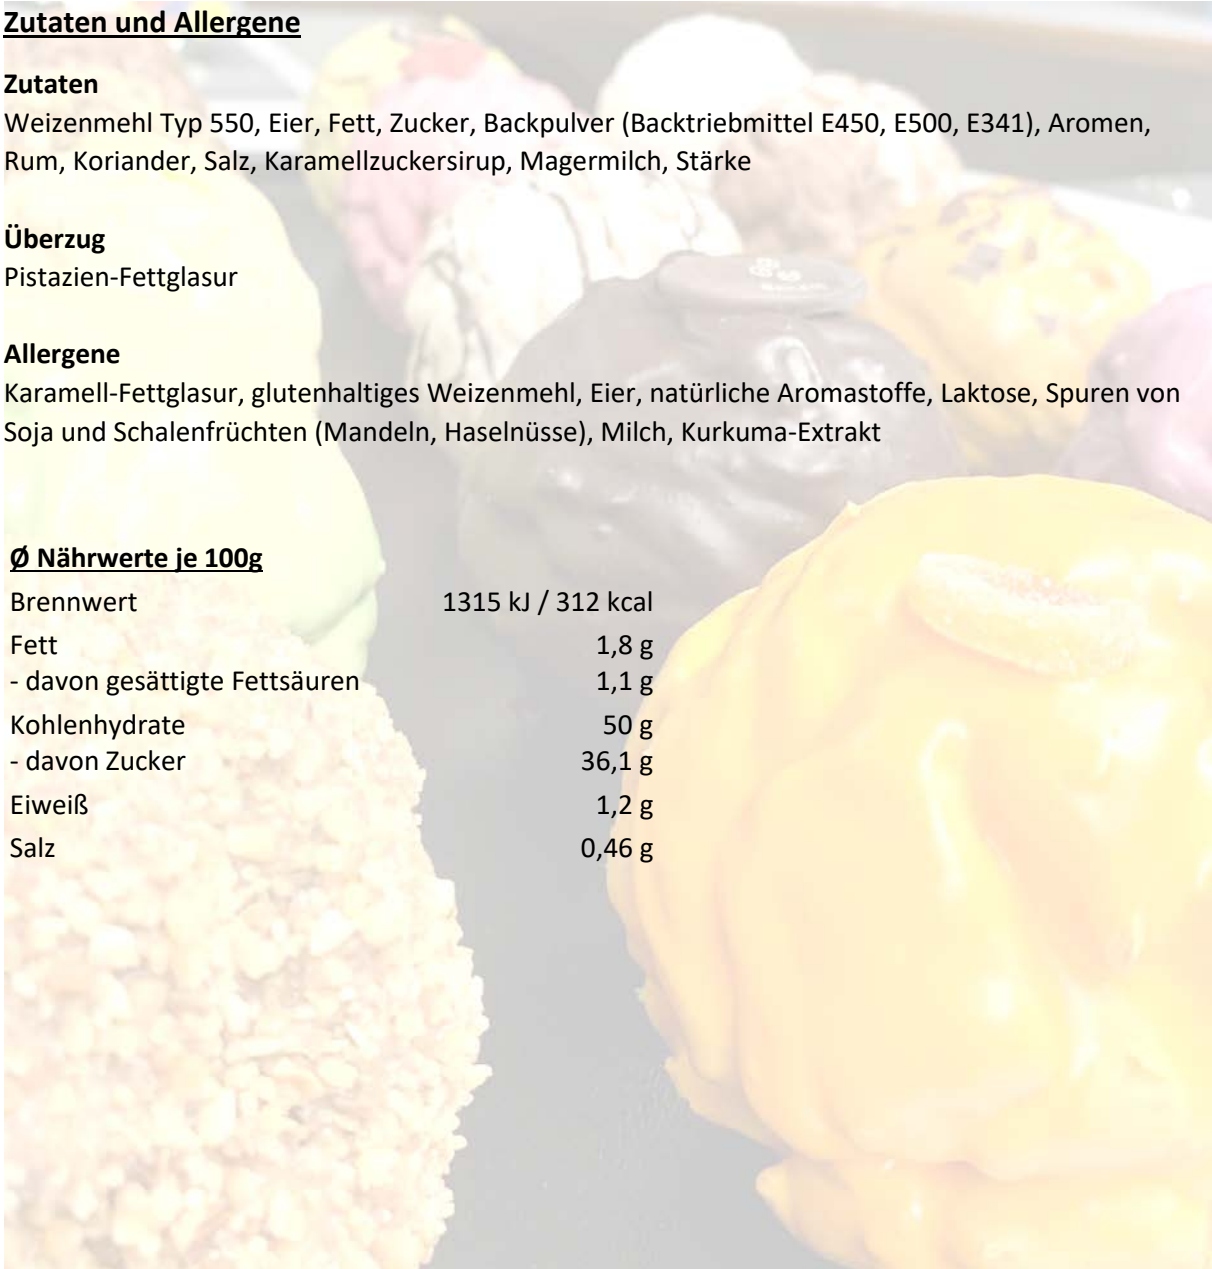 Zutaten und Allergene
Zutaten
Weizenmehl Typ 550, Eier, Fett, Zucker, Backpulver (Backtriebmittel E450, E500, E341), Aromen,
Rum, Koriander, Salz, Karamellzuckersirup, Magermilch, Stärke
Überzug
Pistazien-Fettglasur
Allergene
Karamell-Fettglasur, glutenhaltiges Weizenmehl, Eier, natürliche Aromastoffe, Laktose, Spuren von
Soja und Schalenfrüchten (Mandeln, Haselnüsse), Milch, Kurkuma-Extrakt
Ø Nährwerte je 100g
Brennwert 1315 kJ / 312 kcal
Fett 1,8 g
- davon gesättigte Fettsäuren 1,1 g
Kohlenhydrate 50 g
- davon Zucker 36,1 g
Eiweiß 1,2 g
Salz 0,46 g